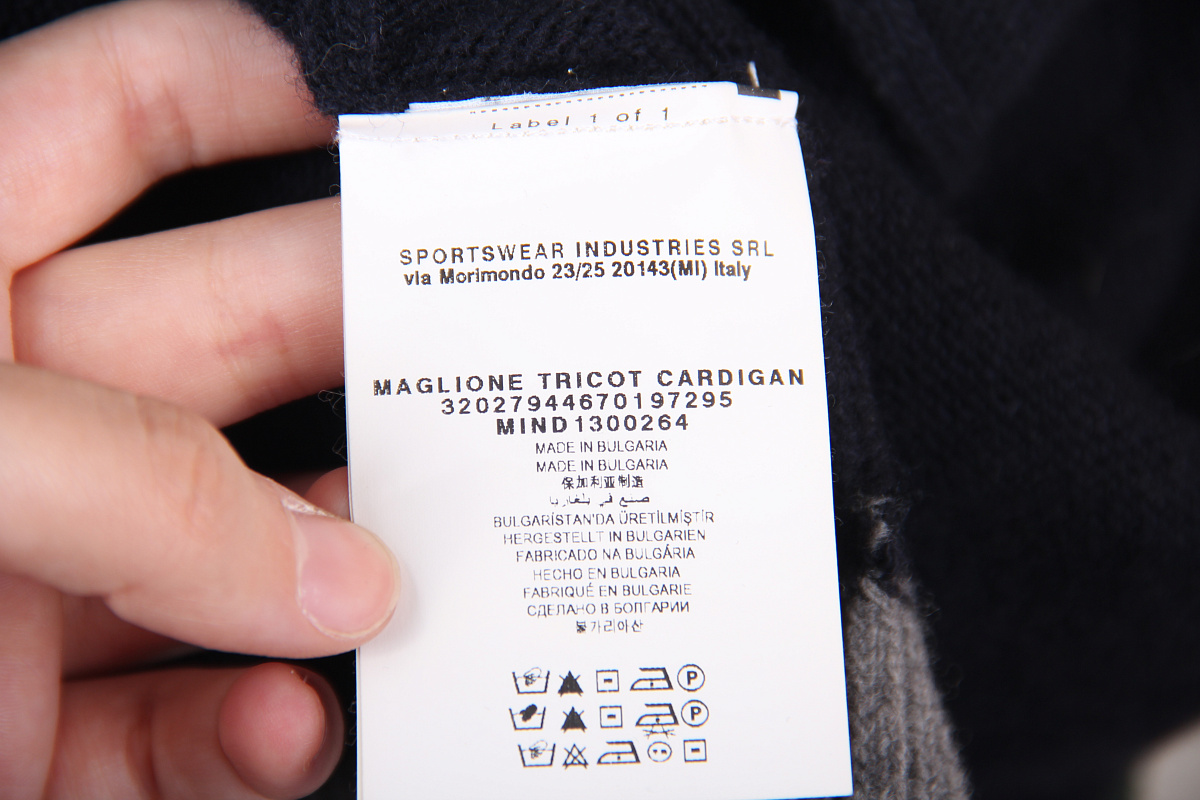 Label 1 of 1
SPORTSWEAR INDUSTRIES SRL
via Morimondo 23/25 20143(MI) Italy
MAGLIONE TRICOT CARDIGAN
32027944670197295
MIND1300264
MADE IN BULGARIA
MADE IN BULGARIA
保加利亚制造
صنع في بلغاريا
BULGARİSTAN'DA ÜRETİLMİŞTİR
HERGESTELLT IN BULGARIEN
FABRICADO NA BULGÁRIA
HECHO EN BULGARIA
FABRIQUÉ EN BULGARIE
СДЕЛАНО В БОЛГАРИИ
불가리아산
P
P